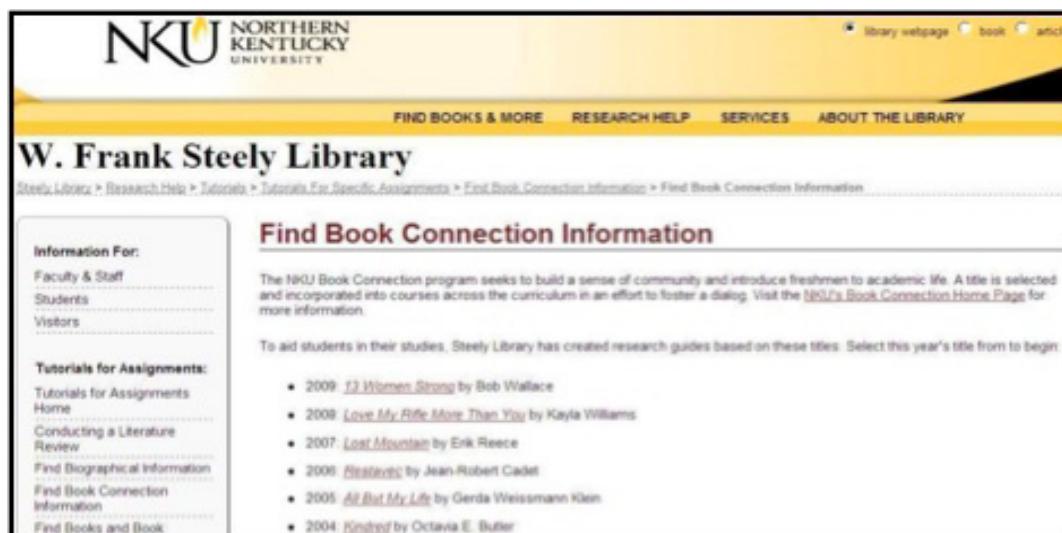 NKU NORTHERN
KENTUCKY
UNIVERSITY
library webpage book articl
FIND BOOKS & MORE RESEARCH HELP SERVICES ABOUT THE LIBRARY
W. Frank Steely Library
Steely Library > Research Help > Tutorials > Tutorials For Specific Assignments > Find Book Connection Information > Find Book Connection Information
Information For:
Faculty & Staff
Students
Visitors
Tutorials for Assignments:
Tutorials for Assignments
Home
Conducting a Literature
Review
Find Biographical Information
Find Book Connection
Information
Find Books and Book
Find Book Connection Information
The NKU Book Connection program seeks to build a sense of community and introduce freshmen to academic life. A title is selected
and incorporated into courses across the curriculum in an effort to foster a dialog. Visit the NKU's Book Connection Home Page for
more information.
To aid students in their studies, Steely Library has created research guides based on these titles. Select this year's title from to begin
• 2009: 13 Women Strong by Bob Wallace
• 2008: Love My Rifle More Than You by Kayla Williams
• 2007: Lost Mountain by Erik Reece
• 2006: Restavec by Jean-Robert Cadet
• 2005: All But My Life by Gerda Weissmann Klein
• 2004: Kindred by Octavia E. Butler